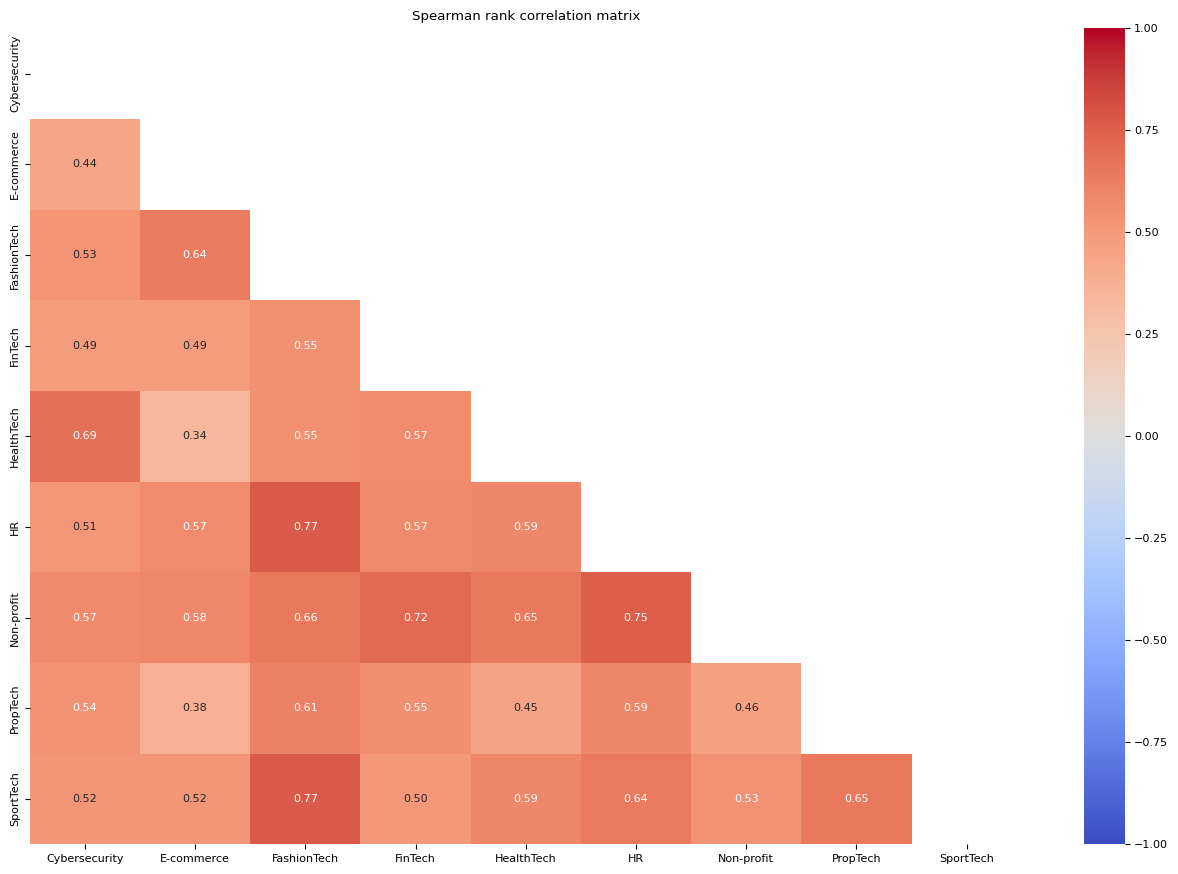 Spearman rank correlation matrix
Cybersecurity
E-commerce
0.44
FashionTech
0.53 0.64
FinTech
0.49 0.49 0.55
HealthTech
0.69 0.34 0.55 0.57
HR
0.51 0.57 0.77 0.57 0.59
Non-profit
0.57 0.58 0.66 0.72 0.65 0.75
PropTech
0.54 0.38 0.61 0.55 0.45 0.59 0.46
SportTech
0.52 0.52 0.77 0.50 0.59 0.64 0.53 0.65
Cybersecurity E-commerce FashionTech FinTech HealthTech HR Non-profit PropTech SportTech
1.00
0.75
0.50
0.25
0.00
−0.25
−0.50
−0.75
−1.00